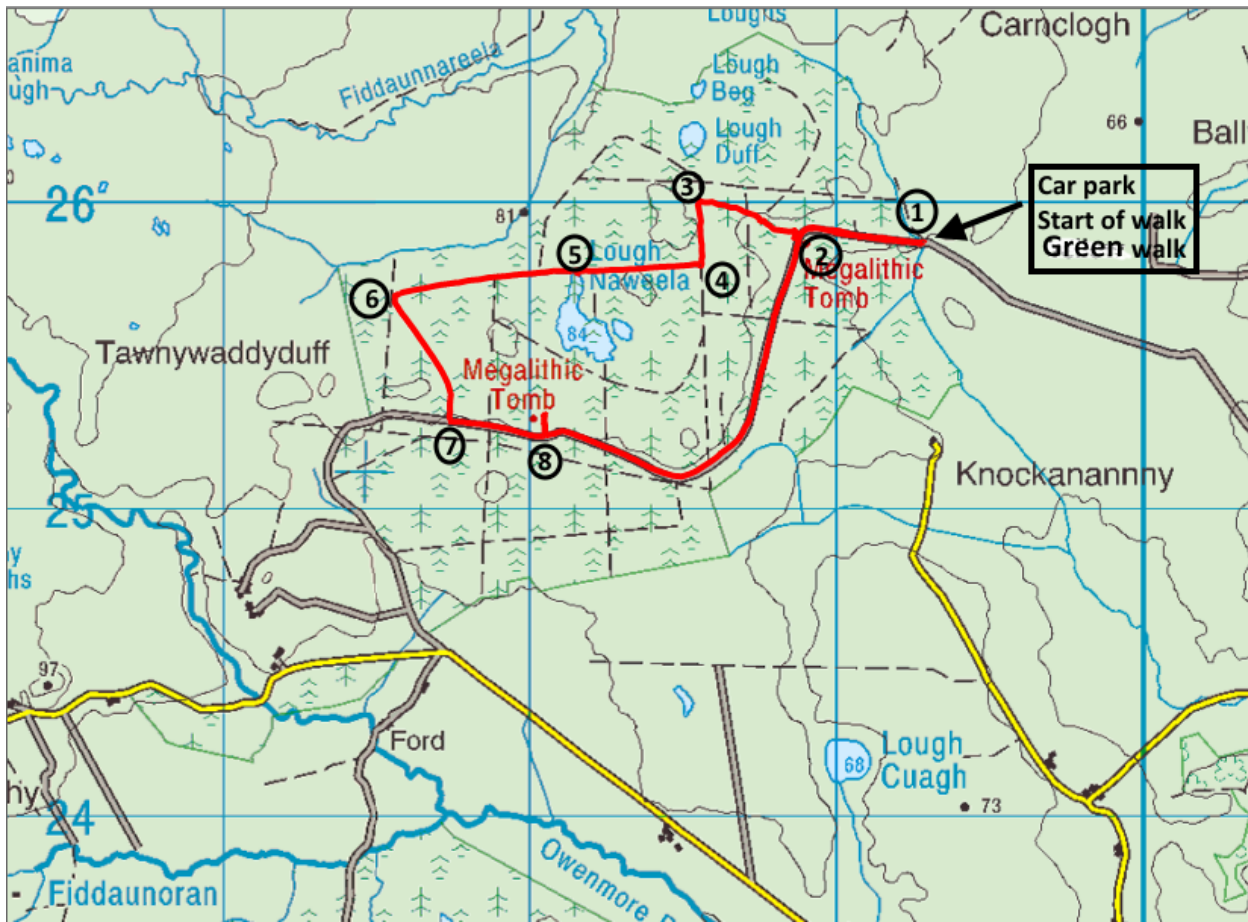 Loughs
Carnclogh
anima
ough
Fiddaunnareela
Lough
Beg
Lough
Duff
66
Ball
26
3
1
Car park
Start of walk
Green walk
81
5
Lough
Naweela
2
Megalithic
Tomb
4
6
84
Tawnywaddyduff
Megalithic
Tomb
7
8
Knockanannny
25
y
hs
97
Ford
Lough
Cuagh
68
73
hy
24
Owenmore
Fiddaunoran